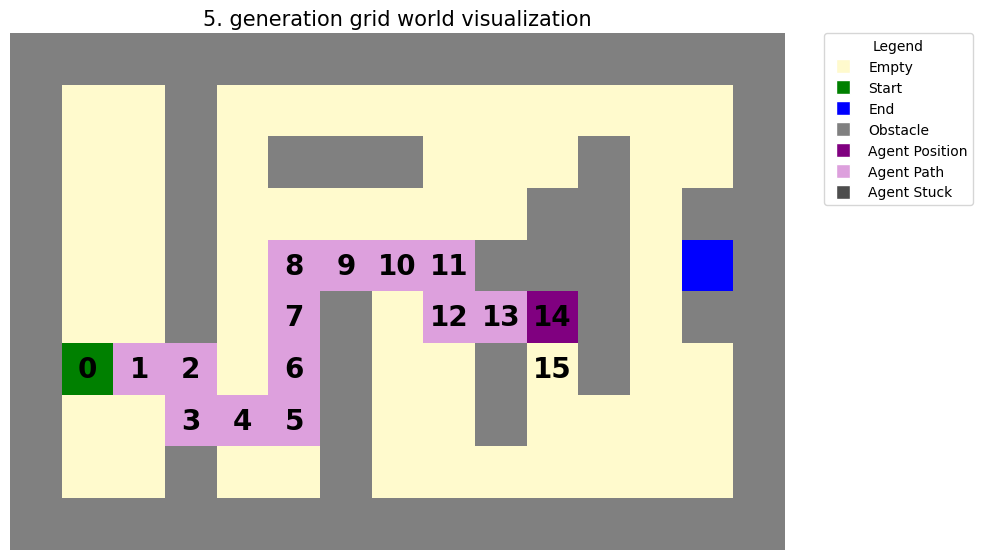 5. generation grid world visualization
Legend
Empty
Start
End
Obstacle
Agent Position
Agent Path
Agent Stuck
8 9 10 11
7 12 13 14
0 1 2 6 15
3 4 5